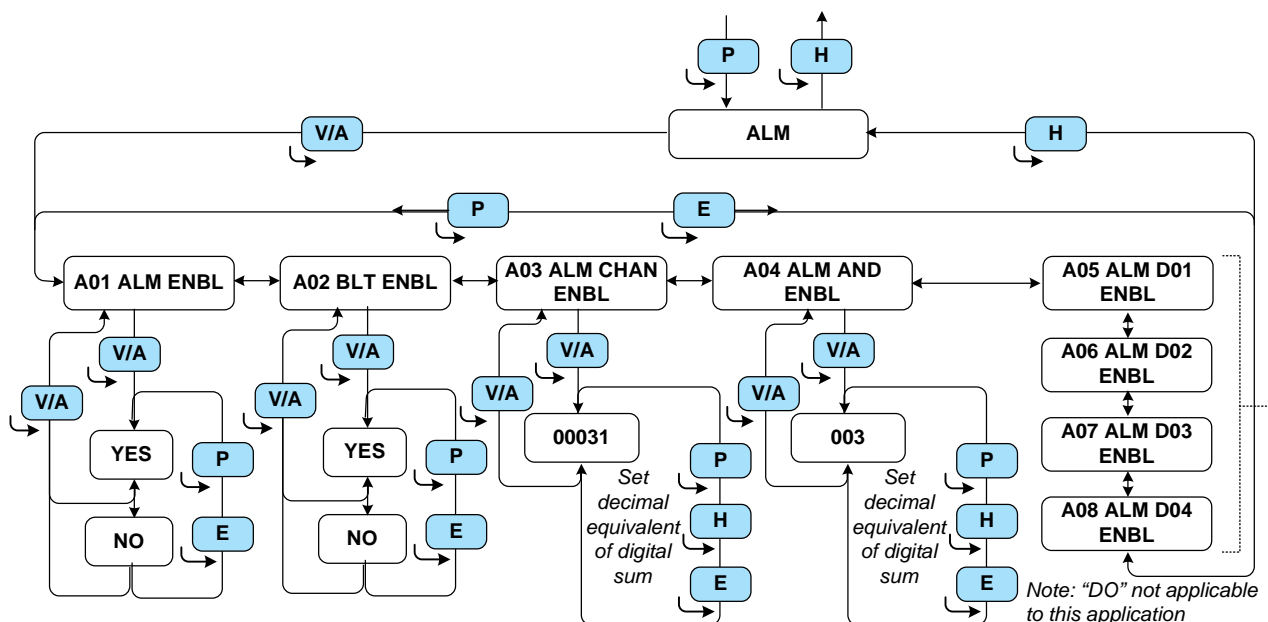 P
H
V/A
ALM
H
P
E
A01 ALM ENBL
A02 BLT ENBL
A03 ALM CHAN
ENBL
A04 ALM AND
ENBL
A05 ALM D01
ENBL
V/A
V/A
V/A
V/A
A06 ALM D02
ENBL
V/A
V/A
V/A
V/A
YES
P
YES
P
00031
P
003
P
A07 ALM D03
ENBL
Set
decimal
equivalent
of digital
sum
Set
decimal
equivalent
of digital
sum
NO
E
NO
E
H
H
A08 ALM D04
ENBL
E
E
Note: “DO” not applicable
to this application